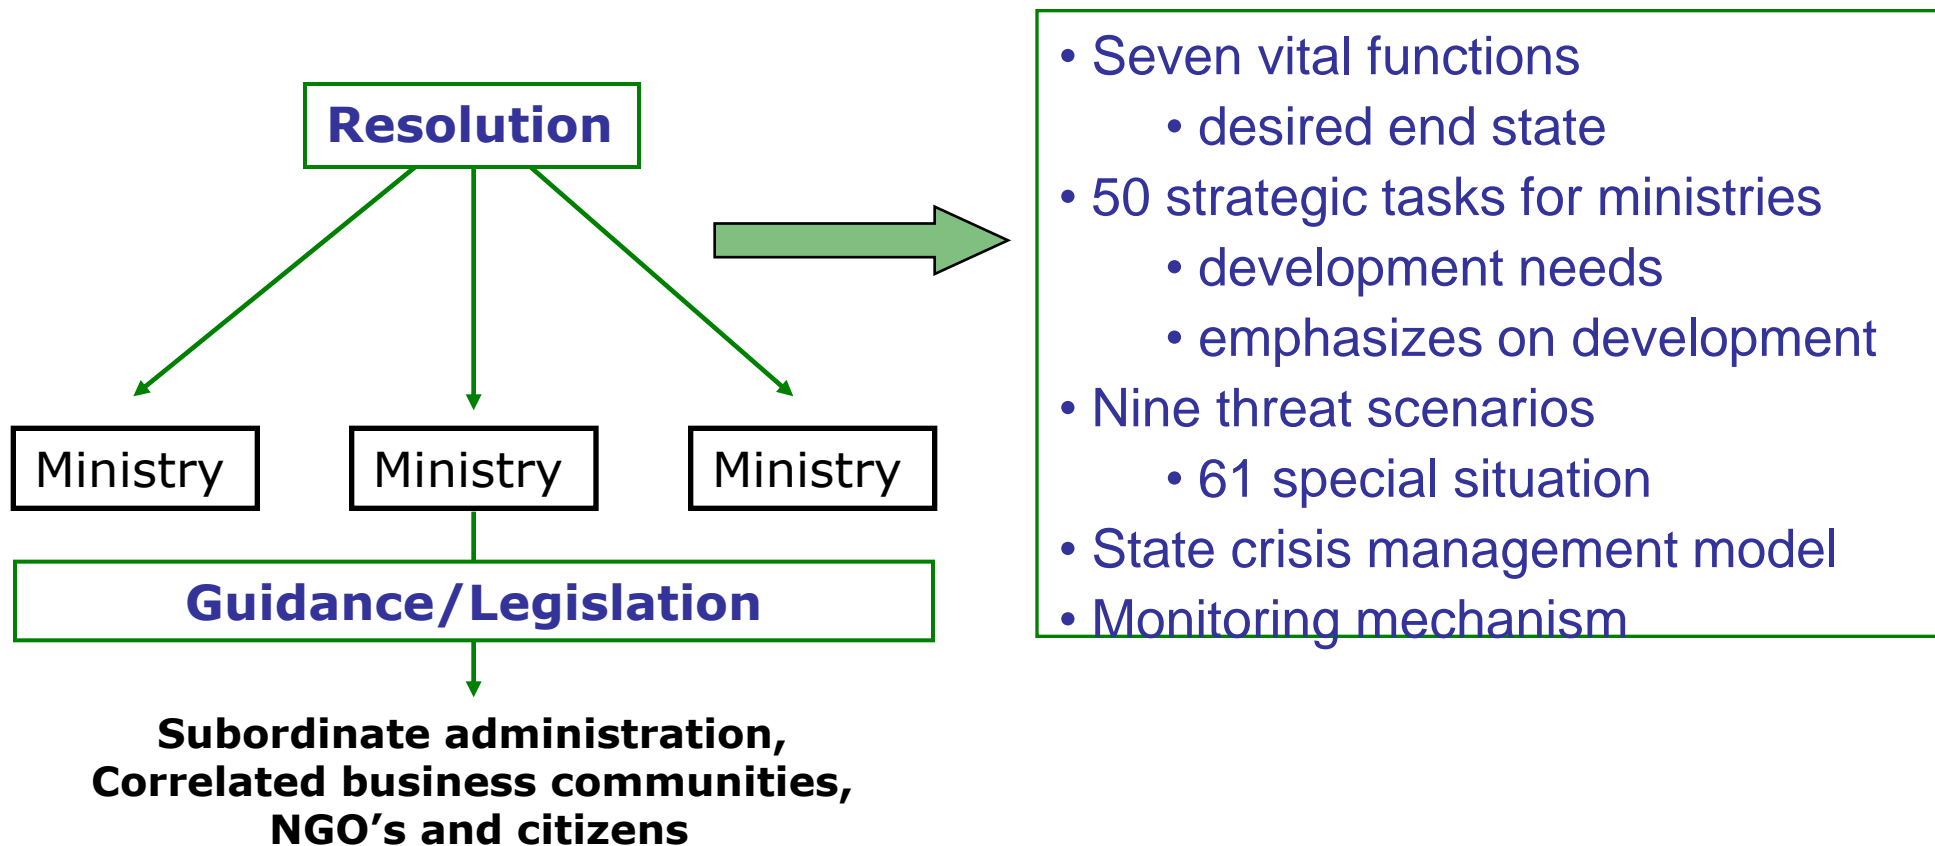 Resolution
Ministry
Ministry
Ministry
Guidance/Legislation
Subordinate administration,
Correlated business communities,
NGO’s and citizens
• Seven vital functions
• desired end state
• 50 strategic tasks for ministries
• development needs
• emphasizes on development
• Nine threat scenarios
• 61 special situation
• State crisis management model
• Monitoring mechanism